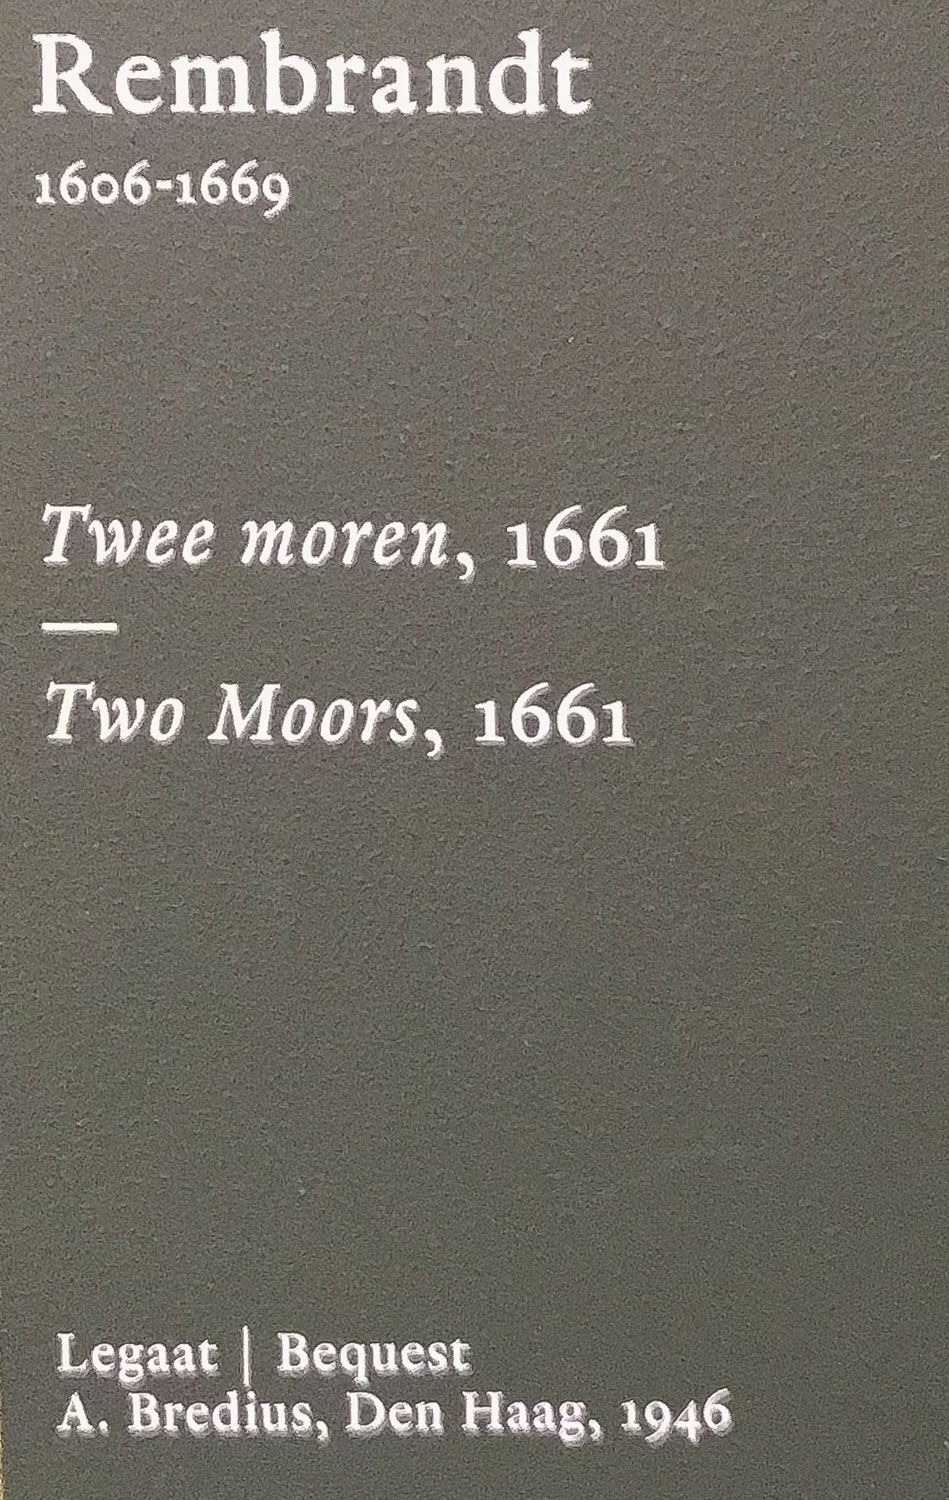 Rembrandt
1606-1669
Twee moren, 1661
Two Moors, 1661
Legaat | Bequest
A. Bredius, Den Haag, 1946